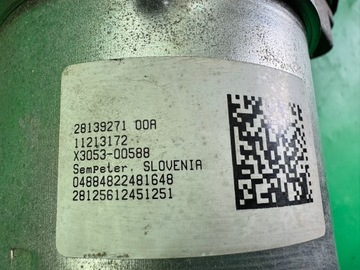 28139271 00A
11213172
X3053-00588
Sempeter, SLOVENIA
04884822481648
28125612451251